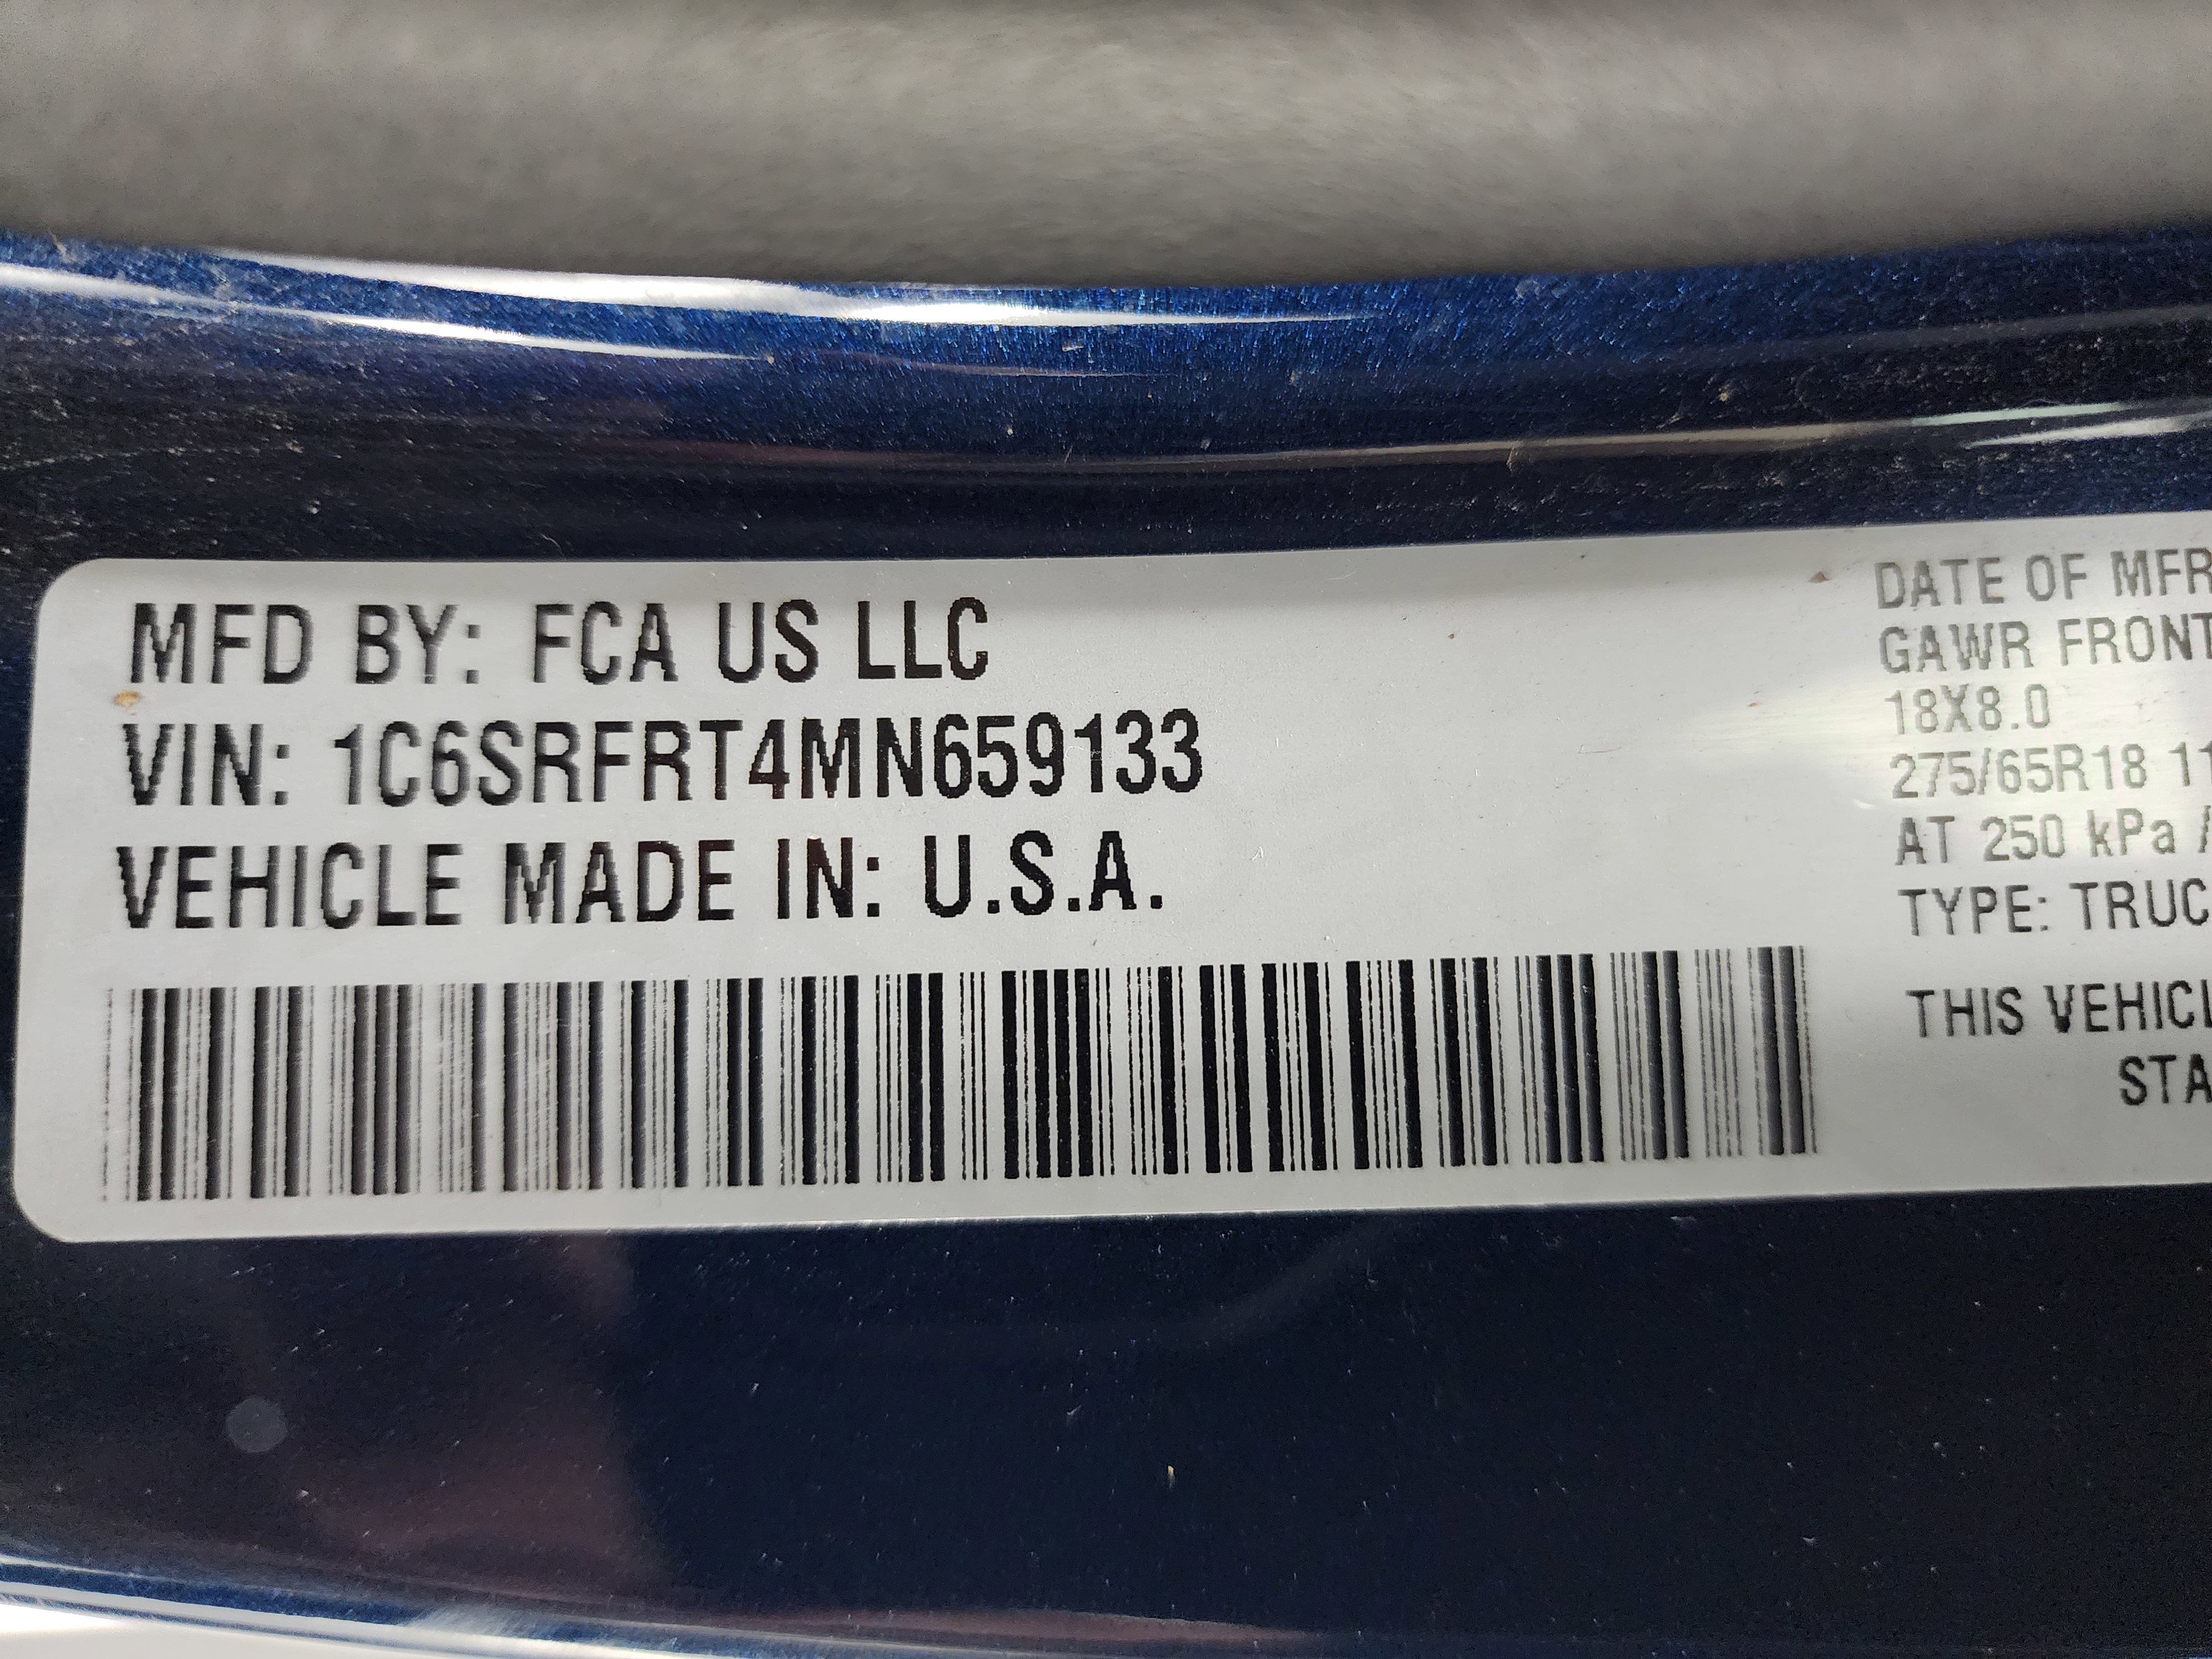 MFD BY: FCA US LLC
VIN: 1C6SRFRT4MN659133
VEHICLE MADE IN: U.S.A.
DATE OF MFR
GAWR FRONT
18X8.0
275/65R18 11
AT 250 kPa /
TYPE: TRUC
THIS VEHICL
STA